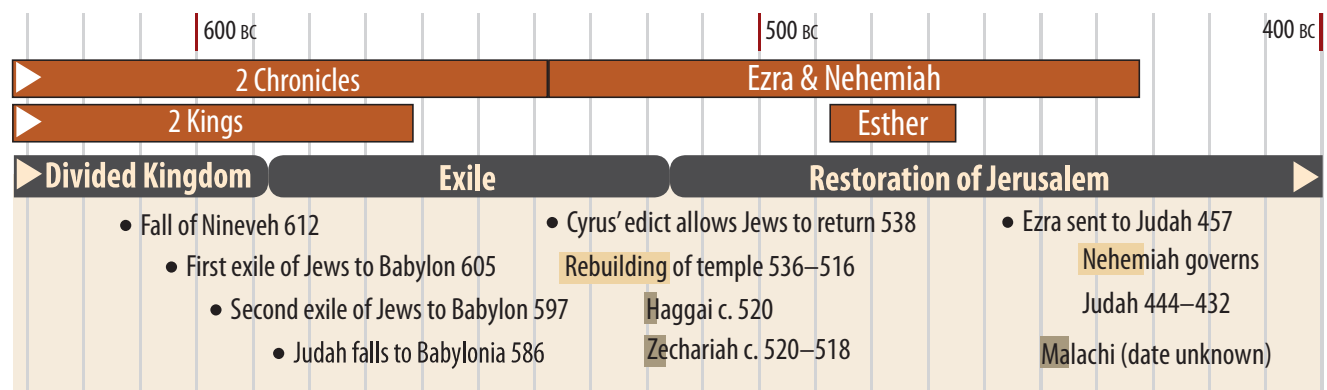 600 BC
500 BC
400 BC
2 Chronicles
Ezra & Nehemiah
2 Kings
Esther
Divided Kingdom
Exile
Restoration of Jerusalem
• Fall of Nineveh 612
• First exile of Jews to Babylon 605
• Second exile of Jews to Babylon 597
• Judah falls to Babylonia 586
• Cyrus’ edict allows Jews to return 538
Rebuilding of temple 536–516
Haggai c. 520
Zechariah c. 520–518
• Ezra sent to Judah 457
Nehemiah governs
Judah 444–432
Malachi (date unknown)